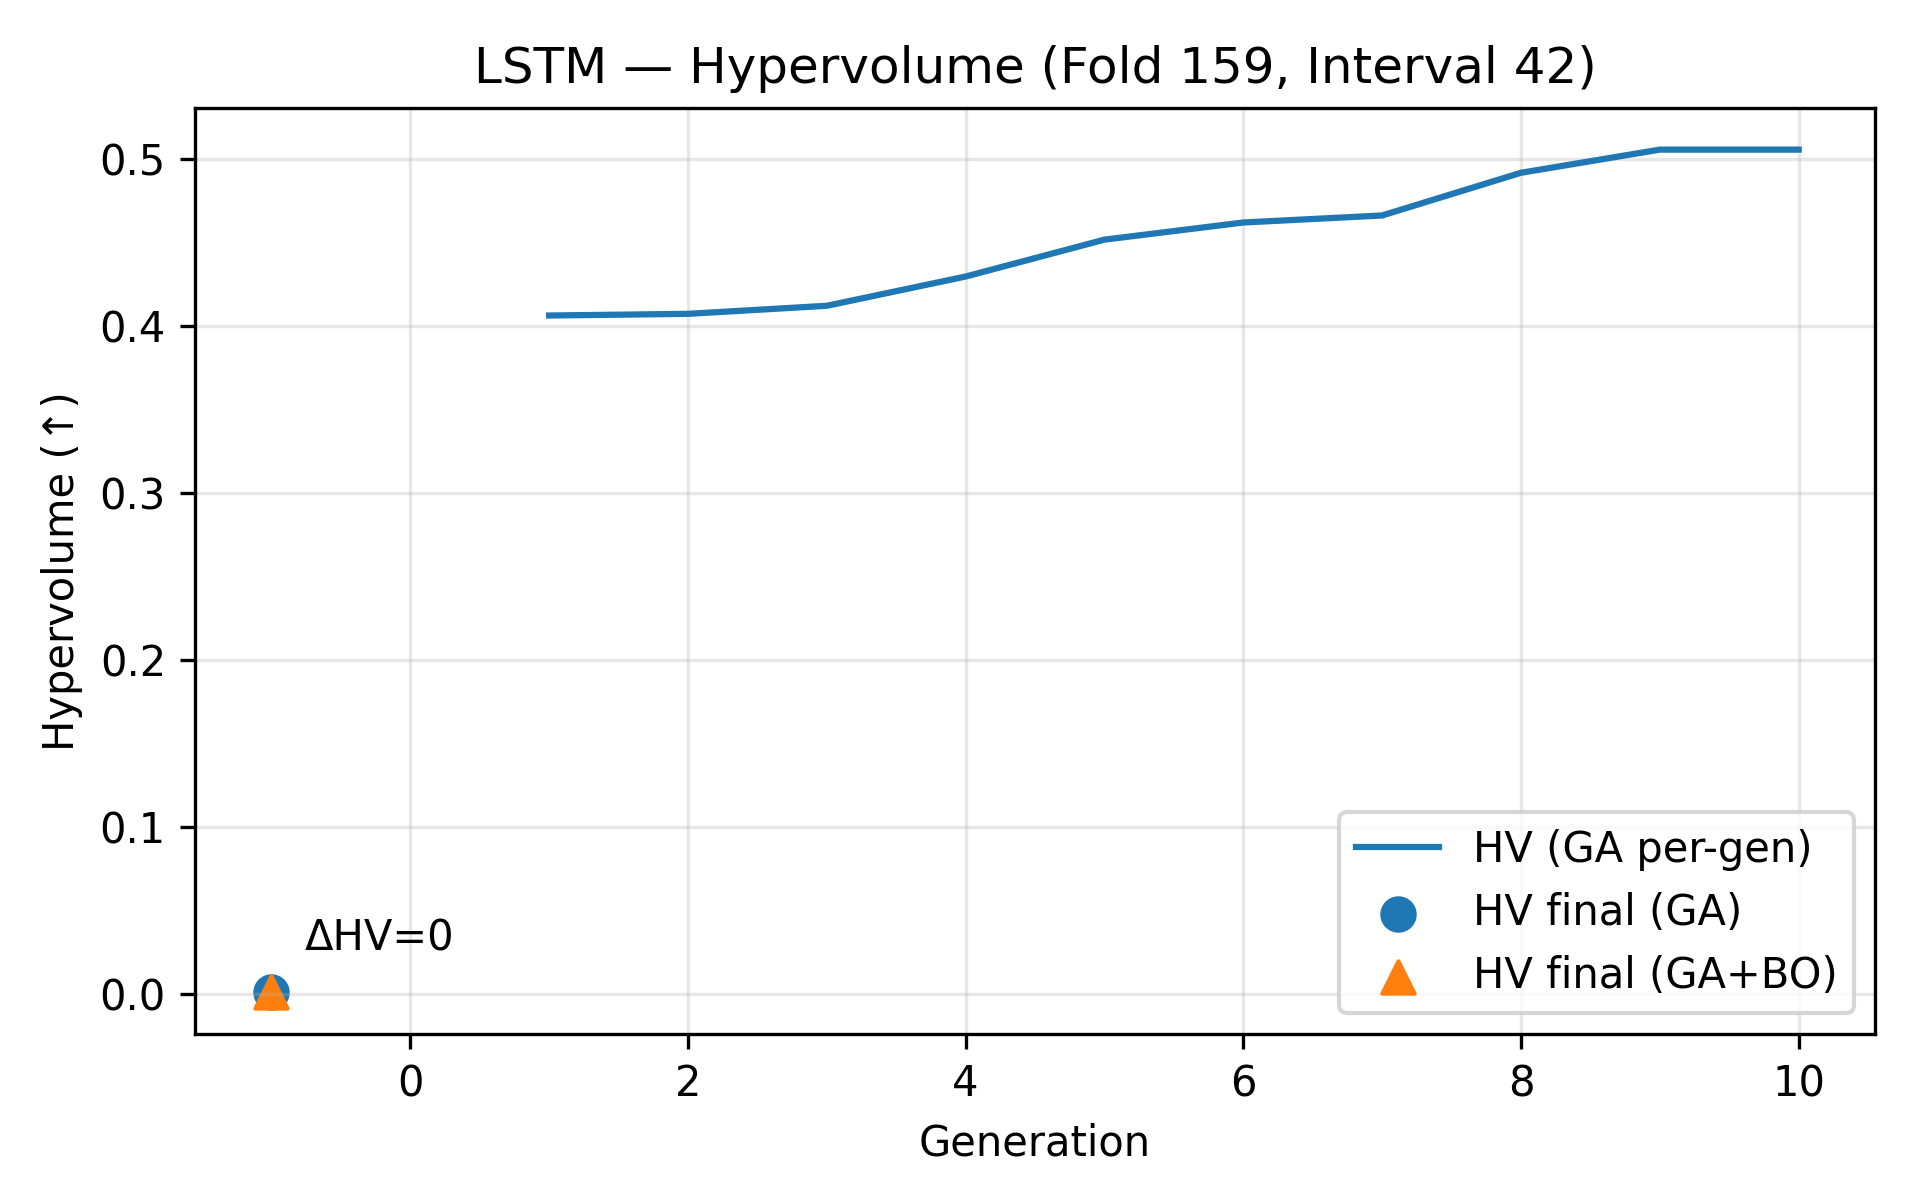 LSTM — Hypervolume (Fold 159, Interval 42)
Hypervolume (↑)
0.5
0.4
0.3
0.2
0.1
0.0
ΔHV=0
HV (GA per-gen)
HV final (GA)
HV final (GA+BO)
0 2 4 6 8 10
Generation